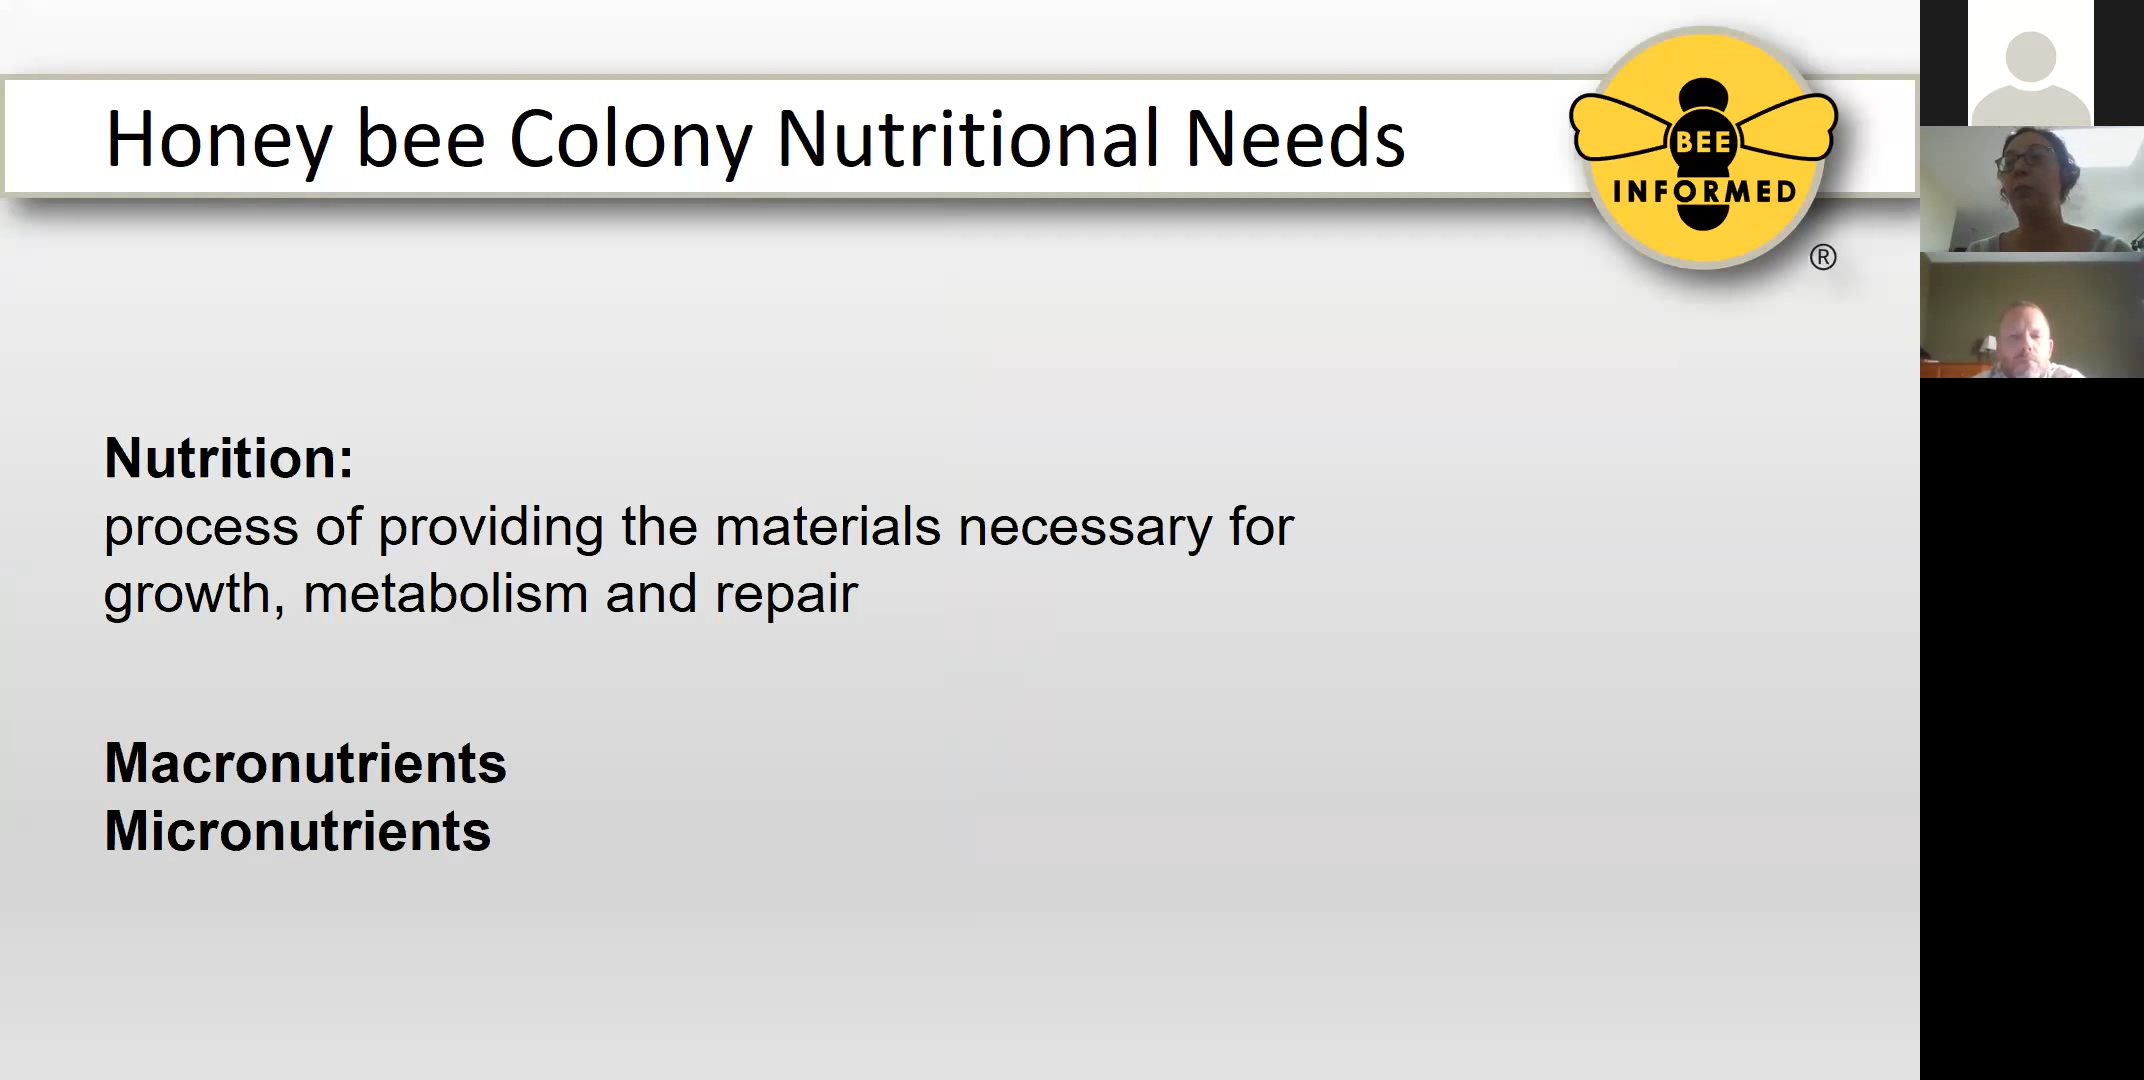 Honey bee Colony Nutritional Needs
BEE
INFORMED
®
Nutrition:
process of providing the materials necessary for
growth, metabolism and repair
Macronutrients
Micronutrients